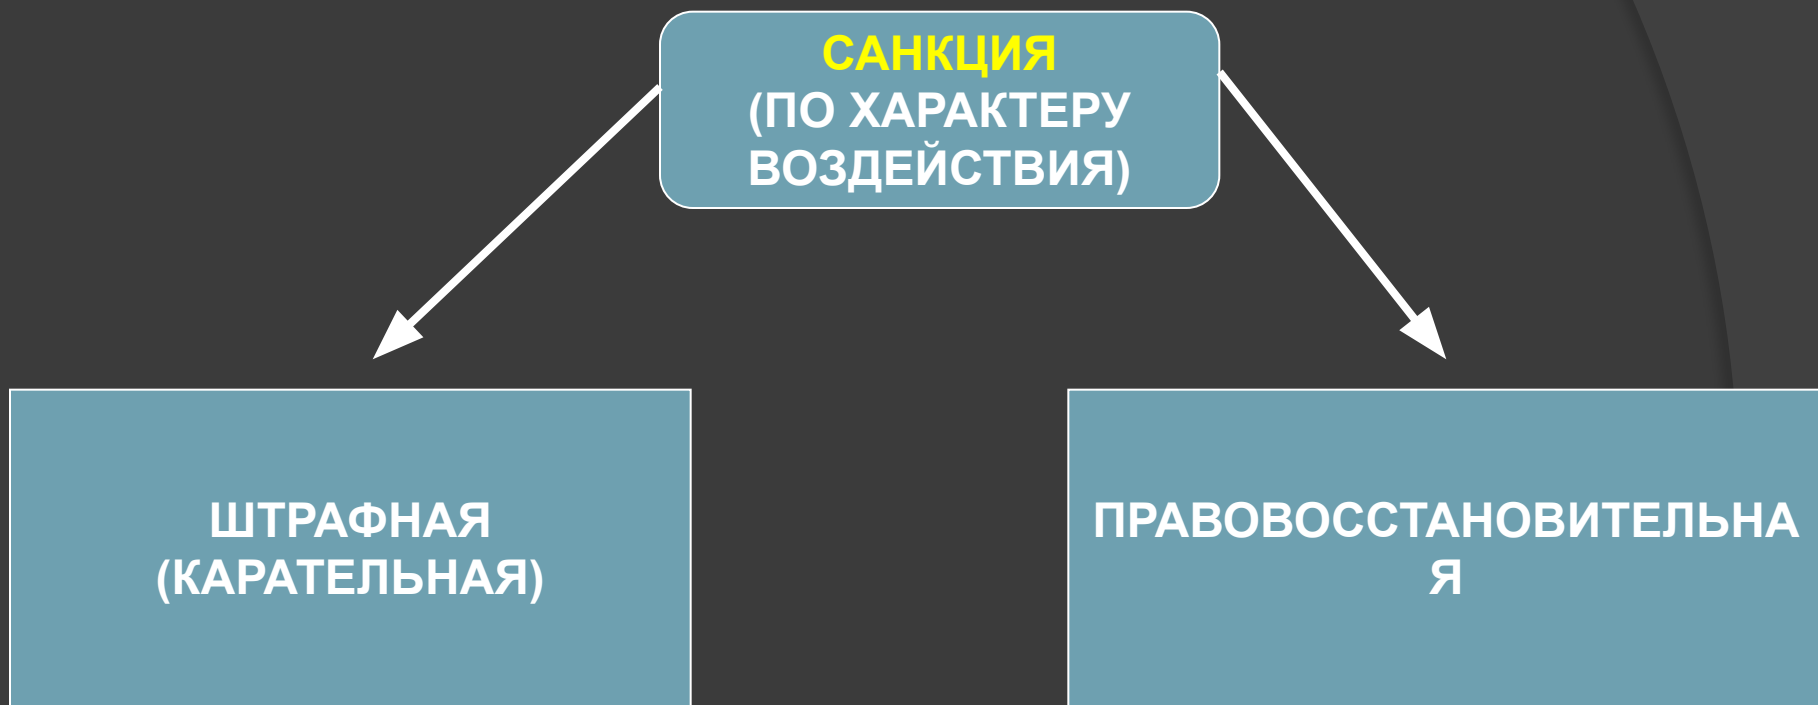 САНКЦИЯ
(ПО ХАРАКТЕРУ
ВОЗДЕЙСТВИЯ)
ШТРАФНАЯ
(КАРАТЕЛЬНАЯ)
ПРАВОВОССТАНОВИТЕЛЬНА
Я